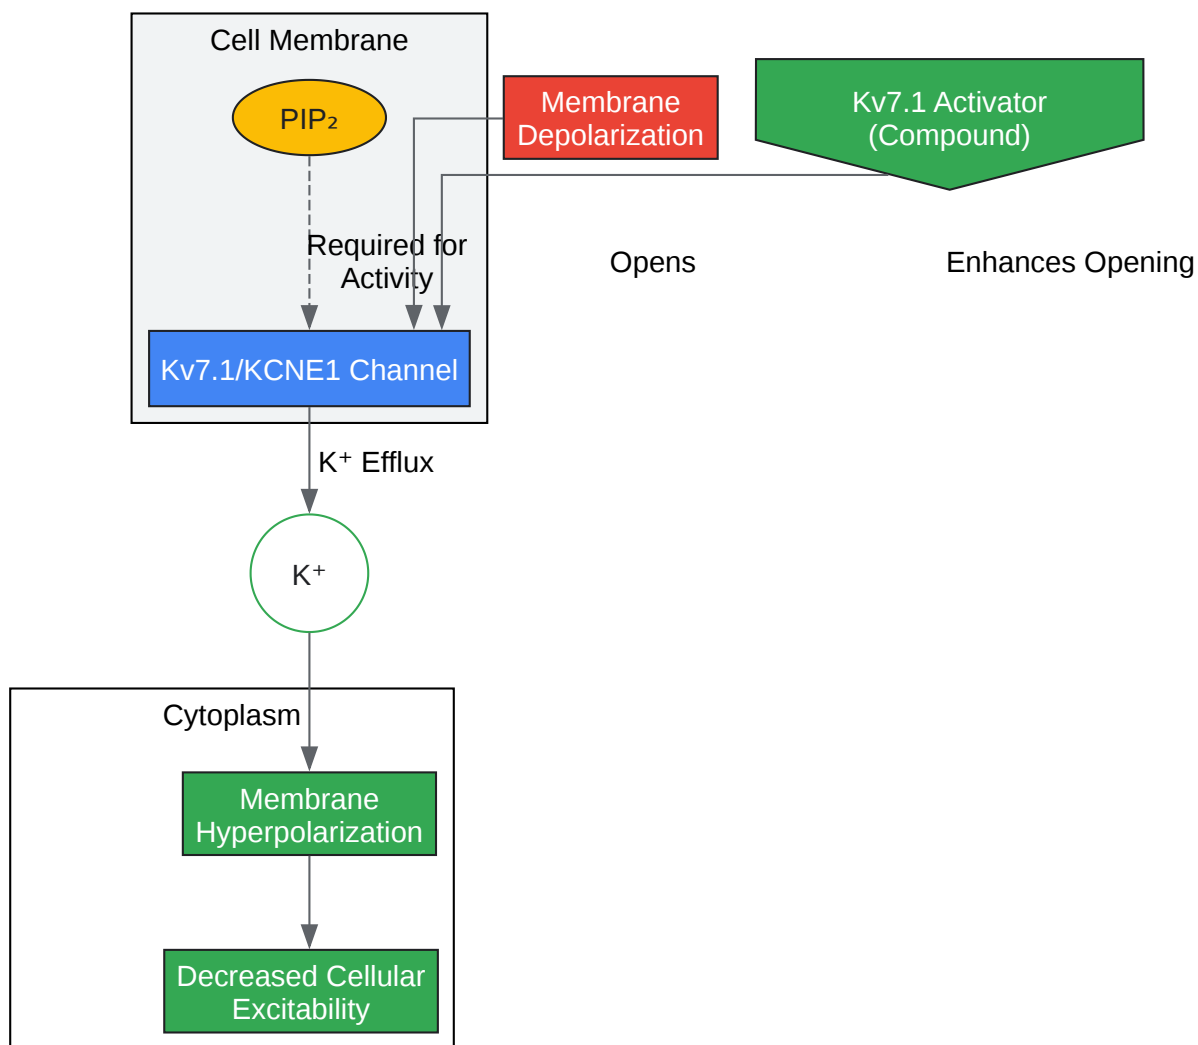 Cell Membrane
PIP₂
Membrane
Depolarization
Kv7.1 Activator
(Compound)
Required for
Activity
Opens
Enhances Opening
Kv7.1/KCNE1 Channel
K⁺ Efflux
K⁺
Cytoplasm
Membrane
Hyperpolarization
Decreased Cellular
Excitability